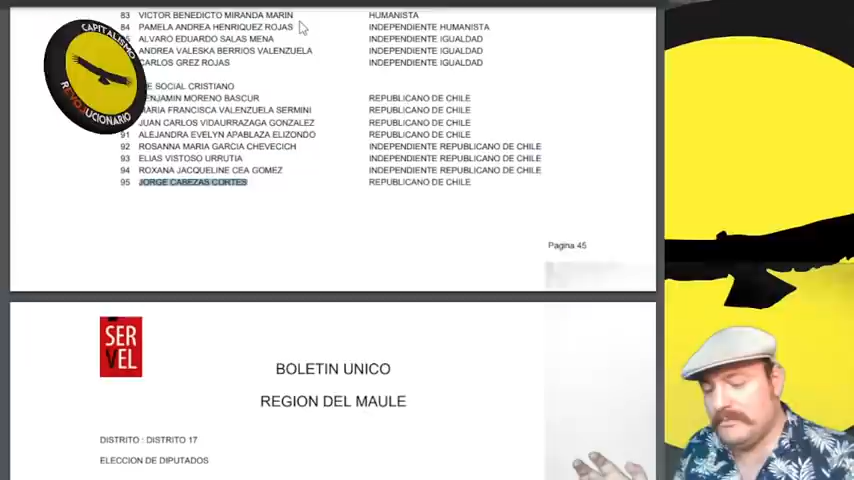 CAPITALISMO
REVOLUCIONARIO
83 VICTOR BENEDICTO MIRANDA MARIN HUMANISTA
84 PAMELA ANDREA HENRIQUEZ ROJAS INDEPENDIENTE HUMANISTA
ALVARO EDUARDO SALAS MENA INDEPENDIENTE IGUALDAD
ANDREA VALESKA BERRIOS VALENZUELA INDEPENDIENTE IGUALDAD
CARLOS GREZ ROJAS INDEPENDIENTE IGUALDAD
SOCIAL CRISTIANO
ENJAMIN MORENO BASCUR REPUBLICANO DE CHILE
MARIA FRANCISCA VALENZUELA SERMINI REPUBLICANO DE CHILE
JUAN CARLOS VIDAURRAZAGA GONZALEZ REPUBLICANO DE CHILE
91 ALEJANDRA EVELYN APABLAZA ELIZONDO REPUBLICANO DE CHILE
92 ROSANNA MARIA GARCIA CHEVECICH INDEPENDIENTE REPUBLICANO DE CHILE
93 ELIAS VISTOSO URRUTIA INDEPENDIENTE REPUBLICANO DE CHILE
94 ROXANA JACQUELINE CEA GOMEZ INDEPENDIENTE REPUBLICANO DE CHILE
95 JORGE CABEZAS CORTES REPUBLICANO DE CHILE
Pagina 45
SER
VEL
BOLETIN UNICO
REGION DEL MAULE
DISTRITO : DISTRITO 17
ELECCION DE DIPUTADOS